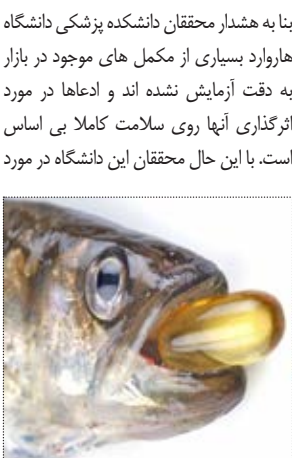 بنا به هشدار محققان دانشکده پزشکی دانشگاه
هاروارد بسیاری از مکمل های موجود در بازار
به دقت آزمایش نشده اند و ادعاها در مورد
اثرگذاری آنها روی سلامت کاملا بی اساس
است. با این حال محققان این دانشگاه در مورد